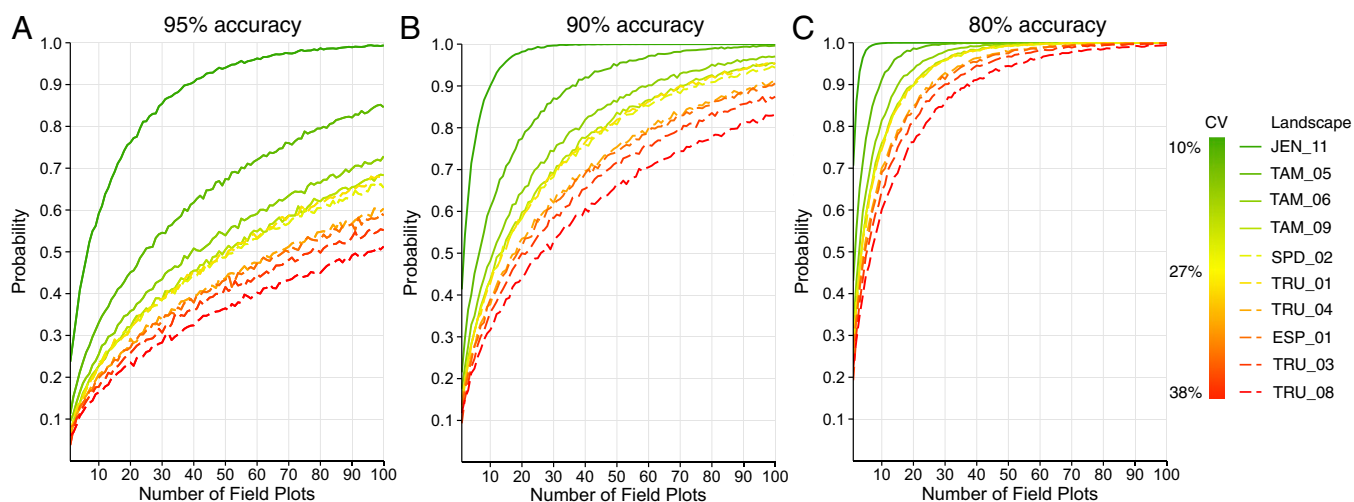 A
95% accuracy
Probability
1.0
0.9
0.8
0.7
0.6
0.5
0.4
0.3
0.2
0.1
10 20 30 40 50 60 70 80 90 100
Number of Field Plots
B
90% accuracy
Probability
1.0
0.9
0.8
0.7
0.6
0.5
0.4
0.3
0.2
0.1
10 20 30 40 50 60 70 80 90 100
Number of Field Plots
C
80% accuracy
Probability
1.0
0.9
0.8
0.7
0.6
0.5
0.4
0.3
0.2
0.1
10 20 30 40 50 60 70 80 90 100
Number of Field Plots
CV
10%
27%
38%
Landscape
JEN_11
TAM_05
TAM_06
TAM_09
SPD_02
TRU_01
TRU_04
ESP_01
TRU_03
TRU_08